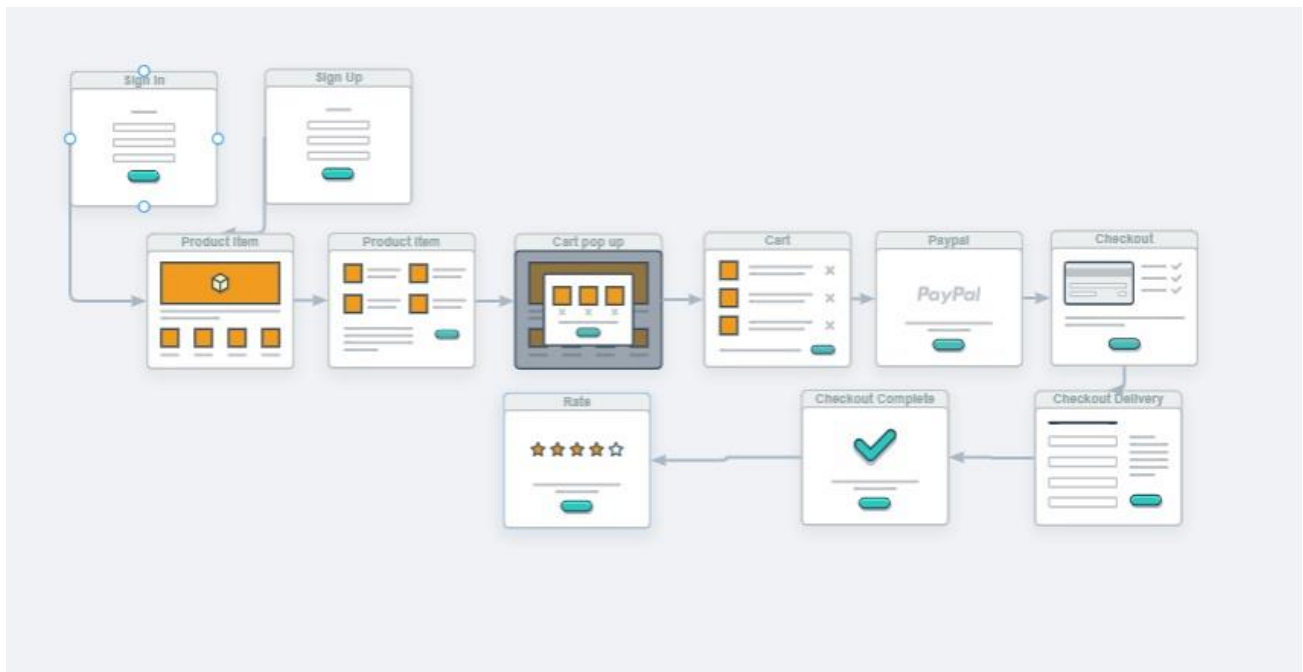 Sign In
Sign Up
Product Item
Product Item
Cart pop up
Cart
Paypal
Checkout
PayPal
Rate
Checkout Complete
Checkout Delivery